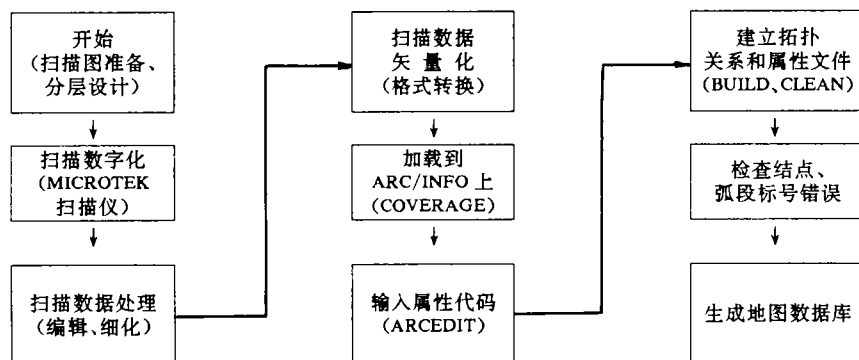 开始
(扫描图准备、
分层设计)
扫描数字化
(MICROTEK
扫描仪)
扫描数据处理
(编辑、细化)
扫描数据
矢量化
(格式转换)
加载到
ARC/INFO 上
(COVERAGE)
输入属性代码
(ARCEDIT)
建立拓扑
关系和属性文件
(BUILD、CLEAN)
检查结点、
弧段标号错误
生成地图数据库